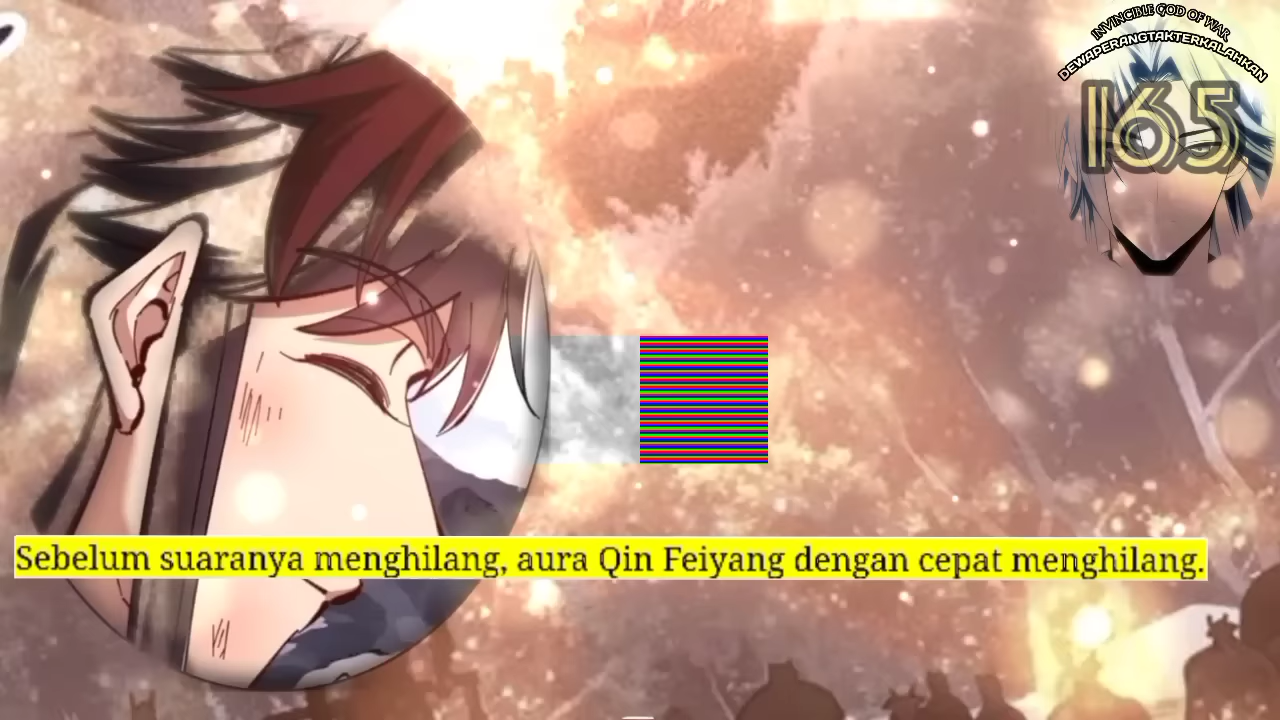 INVINCIBLE GOD OF WAR
DEWAPERANGTAKTERKALAHKAN
165
Sebelum suaranya menghilang, aura Qin Feiyang dengan cepat menghilang.